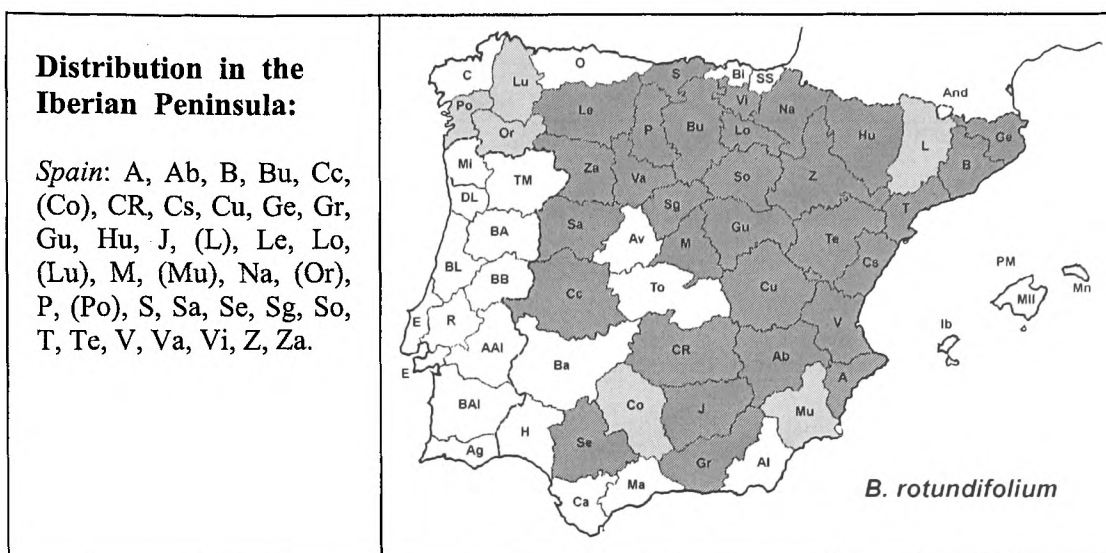 Distribution in the
Iberian Peninsula:
Spain: A, Ab, B, Bu, Cc,
(Co), CR, Cs, Cu, Ge, Gr,
Gu, Hu, J, (L), Le, Lo,
(Lu), M, (Mu), Na, (Or),
P, (Po), S, Sa, Se, Sg, So,
T, Te, V, Va, Vi, Z, Za.
C
Lu
O
S
Bi
SS
And
Po
Or
Le
P
Bu
Vi
Lo
Na
Hu
L
B
Ge
Mi
TM
Za
Va
So
Z
T
DL
BA
Sa
Sg
Av
M
Gu
Te
Cs
BL
BB
Cc
To
Cu
V
PM
Mll
Mn
Ib
E
R
AAl
Ba
CR
Ab
A
E
BAl
Co
J
Mu
Ag
H
Se
Gr
Al
Ca
Ma
B. rotundifolium